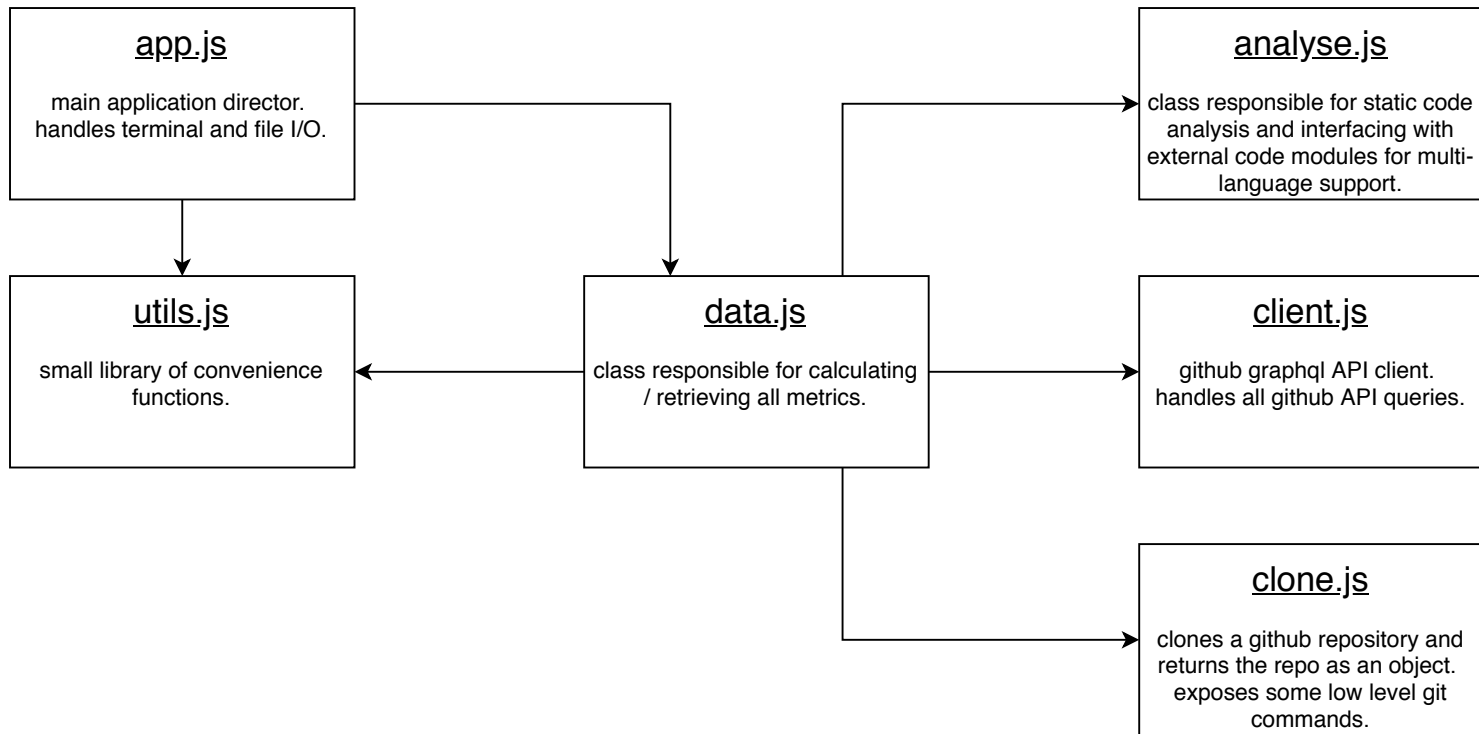 app.js
main application director.
handles terminal and file I/O.
analyse.js
class responsible for static code
analysis and interfacing with
external code modules for multi-
language support.
utils.js
small library of convenience
functions.
data.js
class responsible for calculating
/ retrieving all metrics.
client.js
github graphql API client.
handles all github API queries.
clone.js
clones a github repository and
returns the repo as an object.
exposes some low level git
commands.